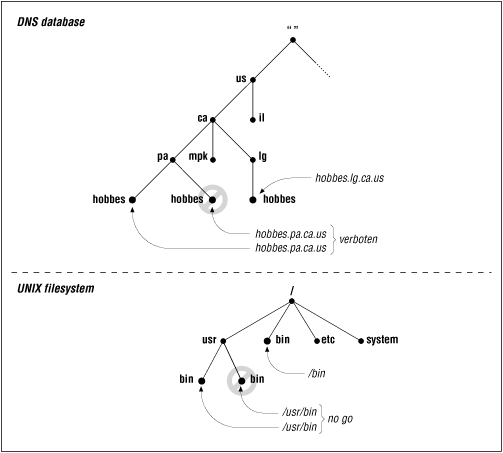 DNS database
“ ”
us
ca
il
pa
mpk
lg
hobbes.lg.ca.us
hobbes
hobbes
hobbes
hobbes.pa.ca.us
hobbes.pa.ca.us
verboten
UNIX filesystem
/
usr
bin
etc
system
bin
bin
/bin
/usr/bin
/usr/bin
no go